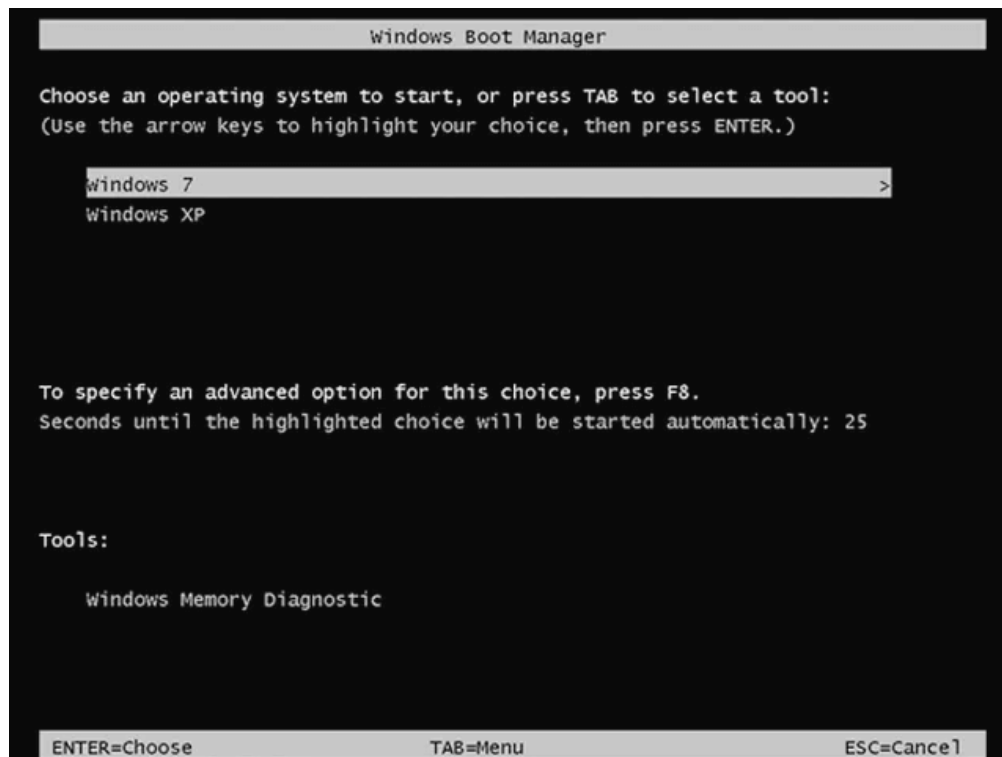 Windows Boot Manager
Choose an operating system to start, or press TAB to select a tool:
(Use the arrow keys to highlight your choice, then press ENTER.)
Windows 7 >
Windows XP
To specify an advanced option for this choice, press F8.
Seconds until the highlighted choice will be started automatically: 25
Tools:
Windows Memory Diagnostic
ENTER=Choose TAB=Menu ESC=Cancel